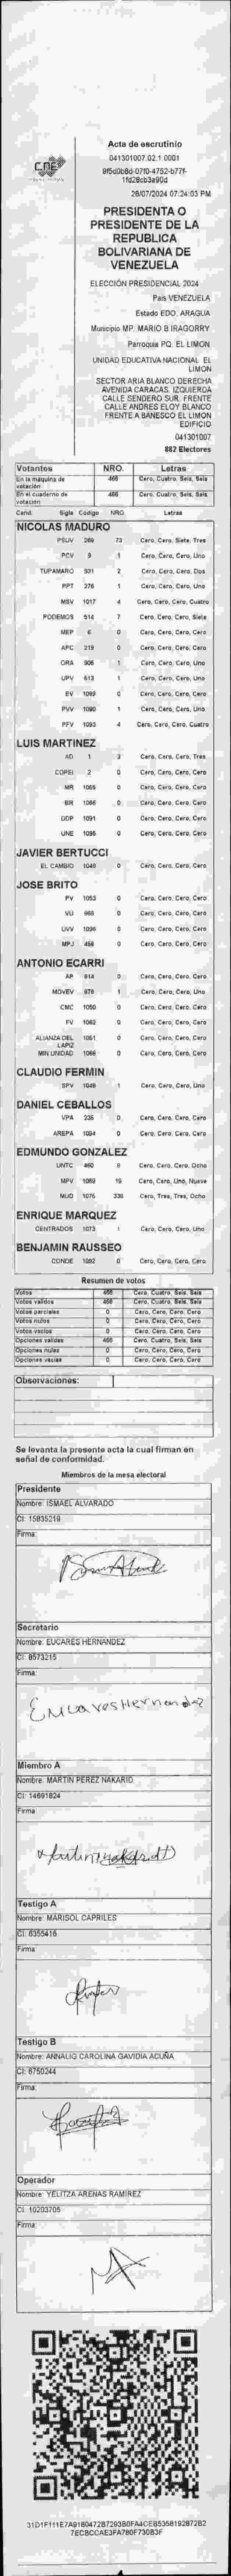 CNE
Acta de escrutinio
041301007.02.1.0001
1fd28cb3a90d
28/07/2024 07:24:03 PM
PRESIDENTA O
PRESIDENTE DE LA
REPUBLICA
BOLIVARIANA DE
VENEZUELA
ELECCIÓN PRESIDENCIAL 2024
País VENEZUELA
Estado EDO. ARAGUA
Municipio MP. MARIO B IRAGORRY
Parroquia PQ. EL LIMON
UNIDAD EDUCATIVA NACIONAL EL
LIMON
SECTOR ARIA BLANCO DERECHA
AVENIDA CARACAS. IZQUIERDA
CALLE SENDERO SUR. FRENTE
CALLE ANDRES ELOY BLANCO
FRENTE A BANESCO EL LIMON
EDIFICIO
041301007
882 Electores
Votantes NRO. Letras
En la máquina de votación 466 Cero, Cuatro, Seis, Seis
En el cuaderno de votación 466 Cero, Cuatro, Seis, Seis
Cand. Sigla Código NRO. Letras
NICOLAS MADURO
PSUV 269 73 Cero, Cero, Siete, Tres
PCV 9 1 Cero, Cero, Cero, Uno
TUPAMARO 531 2 Cero, Cero, Cero, Dos
PPT 276 1 Cero, Cero, Cero, Uno
MSV 1017 4 Cero, Cero, Cero, Cuatro
PODEMOS 514 7 Cero, Cero, Cero, Siete
MEP 6 0 Cero, Cero, Cero, Cero
APC 219 0 Cero, Cero, Cero, Cero
ORA 906 1 Cero, Cero, Cero, Uno
UPV 613 1 Cero, Cero, Cero, Uno
EV 1099 0 Cero, Cero, Cero, Cero
PVV 1090 1 Cero, Cero, Cero, Uno
PFV 1093 4 Cero, Cero, Cero, Cuatro
LUIS MARTINEZ
AD 1 3 Cero, Cero, Cero, Tres
COPEI 2 0 Cero, Cero, Cero, Cero
MR 1065 0 Cero, Cero, Cero, Cero
BR 1066 0 Cero, Cero, Cero, Cero
DDP 1091 0 Cero, Cero, Cero, Cero
UNE 1095 0 Cero, Cero, Cero, Cero
JAVIER BERTUCCI
EL CAMBIO 1040 0 Cero, Cero, Cero, Cero
JOSE BRITO
PV 1053 0 Cero, Cero, Cero, Cero
VU 968 0 Cero, Cero, Cero, Cero
UVV 1096 0 Cero, Cero, Cero, Cero
MPJ 458 0 Cero, Cero, Cero, Cero
ANTONIO ECARRI
AP 914 0 Cero, Cero, Cero, Cero
MOVEV 970 1 Cero, Cero, Cero, Uno
CMC 1050 0 Cero, Cero, Cero, Cero
FV 1062 0 Cero, Cero, Cero, Cero
ALIANZA DEL LAPIZ 1051 0 Cero, Cero, Cero, Cero
MIN UNIDAD 1068 0 Cero, Cero, Cero, Cero
CLAUDIO FERMIN
SPV 1049 1 Cero, Cero, Cero, Uno
DANIEL CEBALLOS
VPA 235 0 Cero, Cero, Cero, Cero
AREPA 1094 0 Cero, Cero, Cero, Cero
EDMUNDO GONZALEZ
UNTC 460 8 Cero, Cero, Cero, Ocho
MPV 1089 19 Cero, Cero, Uno, Nueve
MUD 1076 338 Cero, Tres, Tres, Ocho
ENRIQUE MARQUEZ
CENTRADOS 1073 1 Cero, Cero, Cero, Uno
BENJAMIN RAUSSEO
CONDE 1092 0 Cero, Cero, Cero, Cero
Resumen de votos
Votos 466 Cero, Cuatro, Seis, Seis
Votos validos 466 Cero, Cuatro, Seis, Seis
Votos parciales 0 Cero, Cero, Cero, Cero
Votos nulos 0 Cero, Cero, Cero, Cero
Votos vacíos 0 Cero, Cero, Cero, Cero
Opciones válidas 466 Cero, Cuatro, Seis, Seis
Opciones nulas 0 Cero, Cero, Cero, Cero
Opciones vacías 0 Cero, Cero, Cero, Cero
Observaciones:
Se levanta la presente acta la cual firman en
señal de conformidad.
Miembros de la mesa electoral
Presidente
Nombre: ISMAEL ALVARADO
CI: 15835219
Firma:
Secretario
Nombre: EUCARES HERNANDEZ
CI: 8573215
Firma:
Eucares Hernandez
Miembro A
Nombre: MARTIN PEREZ NAKARID
CI: 14691824
Firma
Testigo A
Nombre: MARISOL CAPRILES
CI: 6355416
Firma:
Testigo B
Nombre: ANNALIG CAROLINA GAVIDIA ACUÑA
CI: 8750244
Firma:
Operador
Nombre: YELITZA ARENAS RAMIREZ
CI: 10203705
Firma: